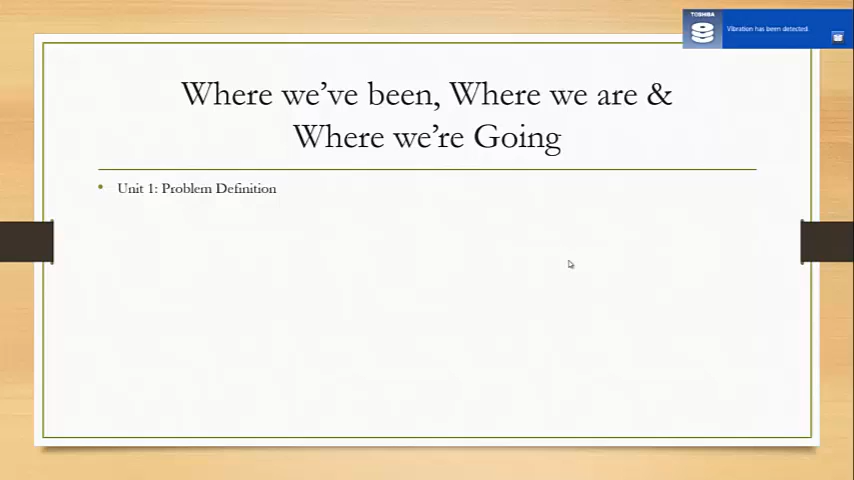 TOSHIBA
Vibration has been detected.
Where we've been, Where we are &
Where we're Going
• Unit 1: Problem Definition